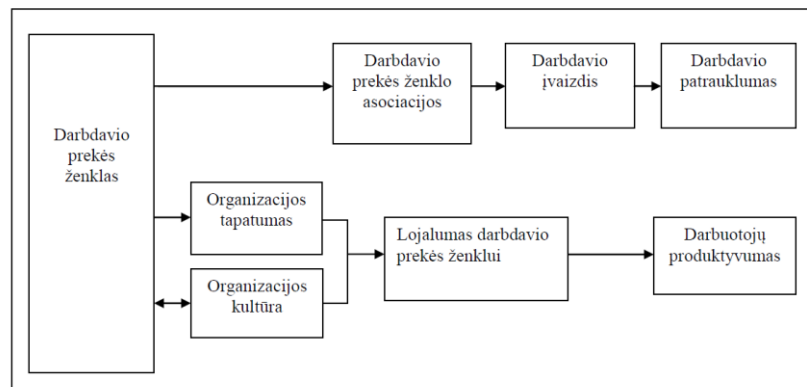 Darbdavio
prekės
ženklas
Darbdavio
prekės ženklo
asociacijos
Darbdavio
įvaizdis
Darbdavio
patrauklumas
Organizacijos
tapatumas
Organizacijos
kultūra
Lojalumas darbdavio
prekės ženklui
Darbuotojų
produktyvumas